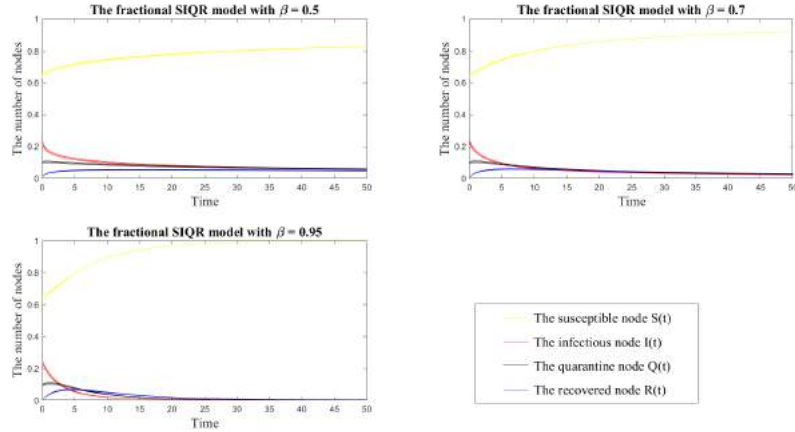 The fractional SIQR model with β = 0.5
The number of nodes
1
0.8
0.6
0.4
0.2
0
0 5 10 15 20 25 30 35 40 45 50
Time
The fractional SIQR model with β = 0.7
The number of nodes
1
0.8
0.6
0.4
0.2
0
0 5 10 15 20 25 30 35 40 45 50
Time
The fractional SIQR model with β = 0.95
The number of nodes
1
0.8
0.6
0.4
0.2
0
0 5 10 15 20 25 30 35 40 45 50
Time
The susceptible node S(t)
The infectious node I(t)
The quarantine node Q(t)
The recovered node R(t)